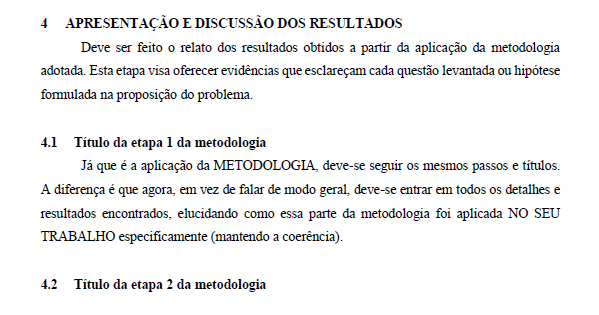 4 APRESENTAÇÃO E DISCUSSÃO DOS RESULTADOS
Deve ser feito o relato dos resultados obtidos a partir da aplicação da metodologia
adotada. Esta etapa visa oferecer evidências que esclareçam cada questão levantada ou hipótese
formulada na proposição do problema.
4.1 Título da etapa 1 da metodologia
Já que é a aplicação da METODOLOGIA, deve-se seguir os mesmos passos e títulos.
A diferença é que agora, em vez de falar de modo geral, deve-se entrar em todos os detalhes e
resultados encontrados, elucidando como essa parte da metodologia foi aplicada NO SEU
TRABALHO especificamente (mantendo a coerência).
4.2 Título da etapa 2 da metodologia